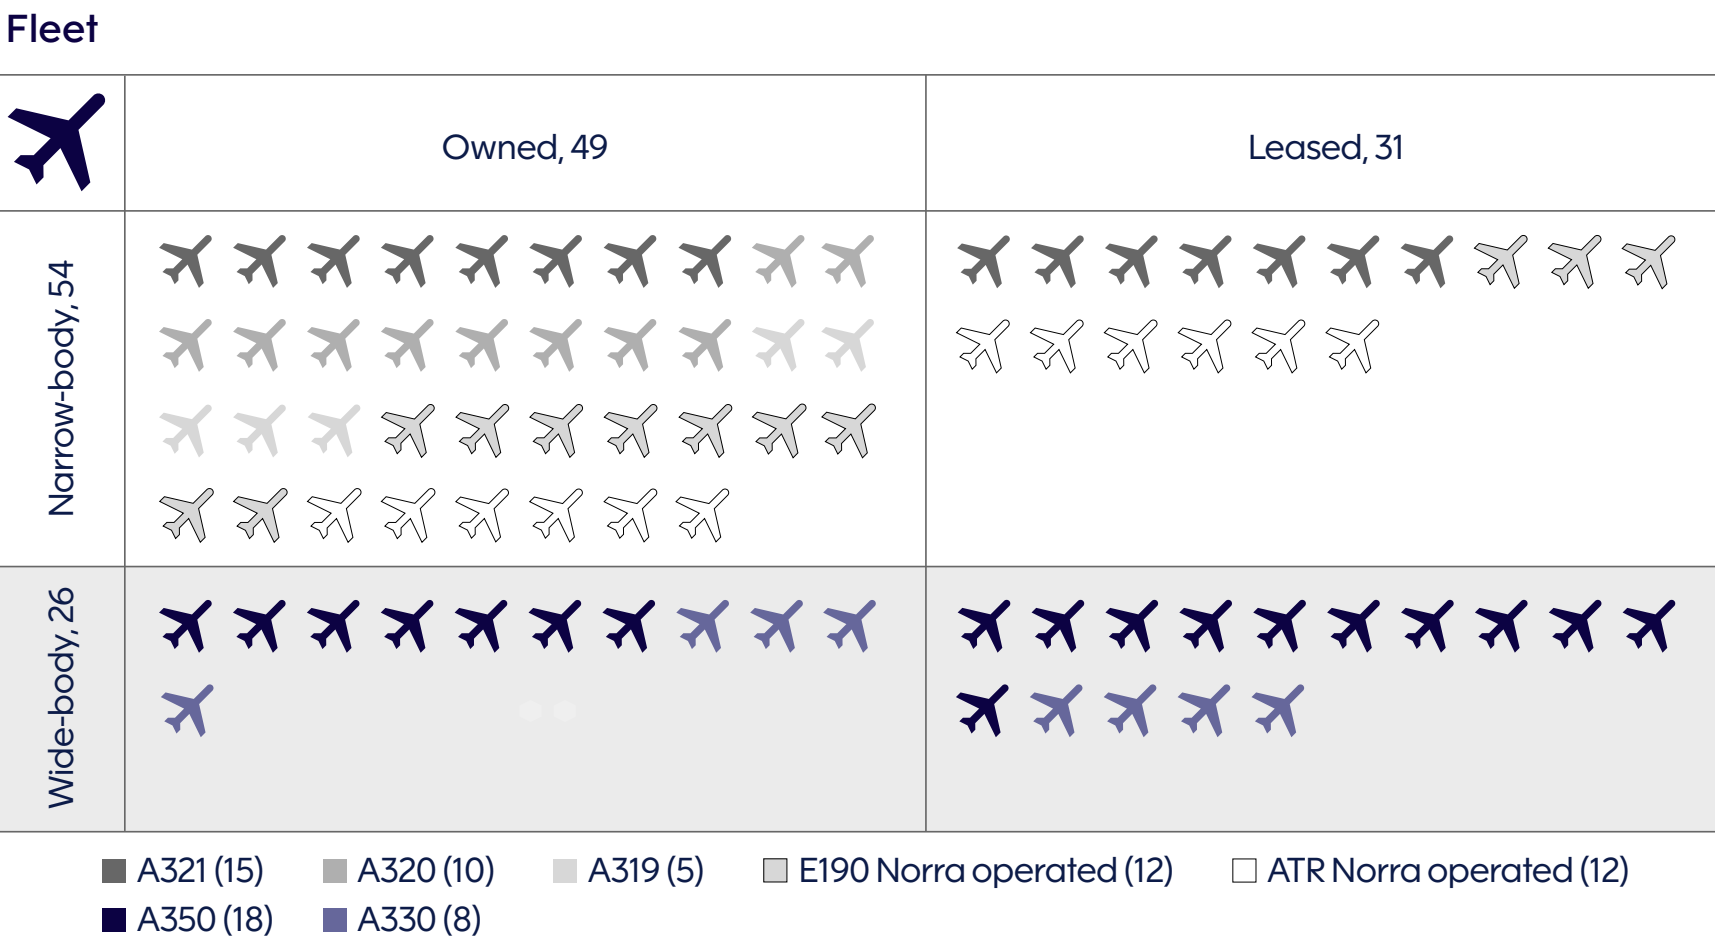 Fleet
Owned, 49
Leased, 31
Narrow-body, 54
Wide-body, 26
A321 (15)
A320 (10)
A319 (5)
E190 Norra operated (12)
ATR Norra operated (12)
A350 (18)
A330 (8)